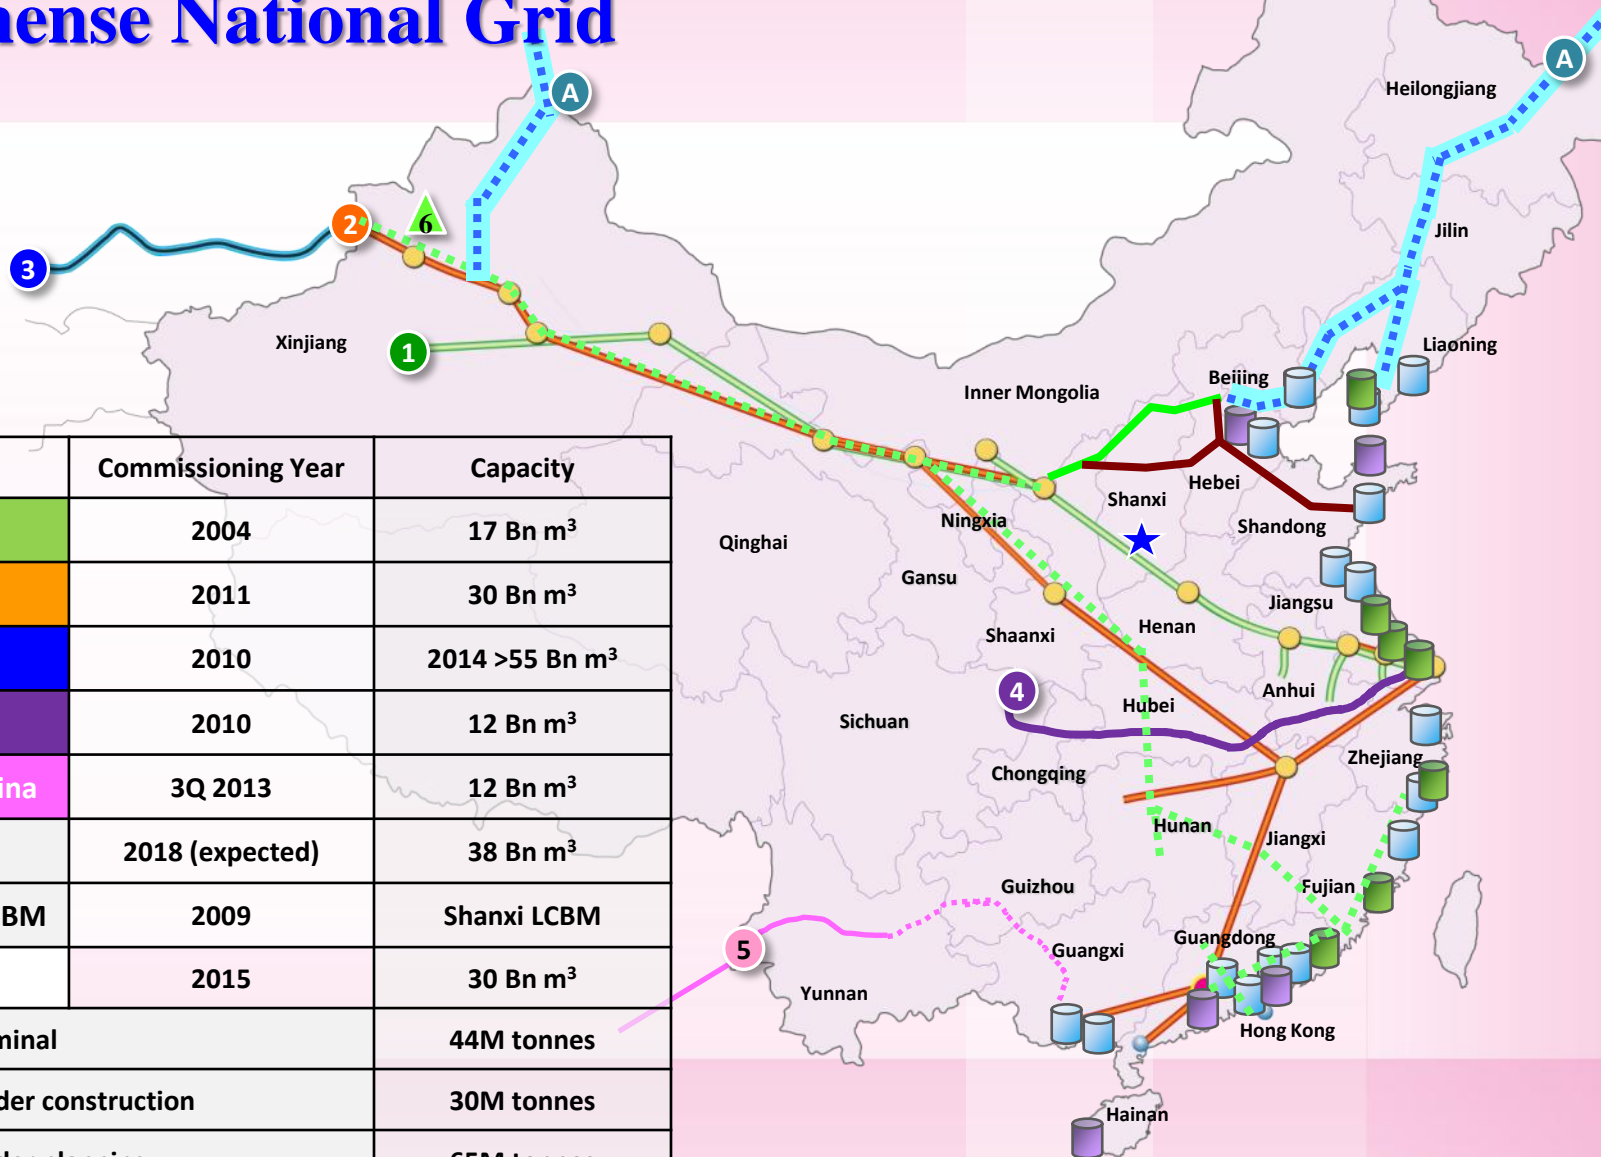 nense National Grid
A
A
Heilongjiang
Jilin
2
6
3
Xinjiang
1
Liaoning
Beijing
Inner Mongolia
Hebei
Shanxi
Shandong
Ningxia
Qinghai
Gansu
Jiangsu
Henan
Shaanxi
4
Anhui
Hubei
Sichuan
Zhejiang
Chongqing
Hunan
Jiangxi
Guizhou
Fujian
Guangdong
Guangxi
5
Yunnan
Hong Kong
Hainan
Commissioning Year Capacity
2004 17 Bn m³
2011 30 Bn m³
2010 2014 >55 Bn m³
2010 12 Bn m³
ina 3Q 2013 12 Bn m³
2018 (expected) 38 Bn m³
BM 2009 Shanxi LCBM
2015 30 Bn m³
minal 44M tonnes
der construction 30M tonnes